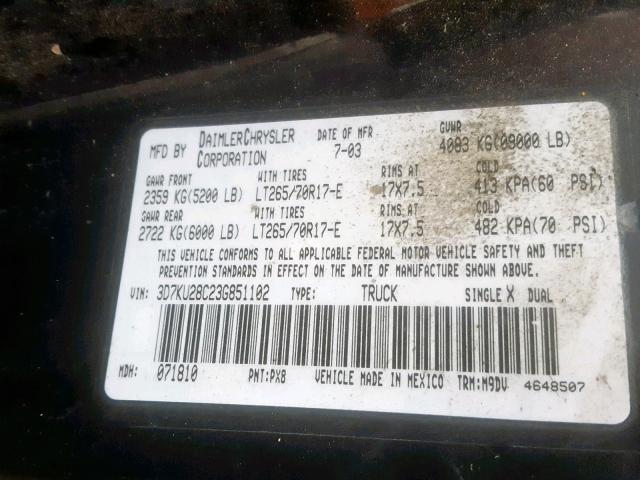 MFD BY DAIMLERCHRYSLER CORPORATION DATE OF MFR 7-03 GVWR 4083 KG(09000 LB)
GAWR FRONT WITH TIRES RIMS AT COLD
2359 KG(5200 LB) LT265/70R17-E 17X7.5 413 KPA(60 PSI)
GAWR REAR WITH TIRES RIMS AT COLD
2722 KG(6000 LB) LT265/70R17-E 17X7.5 482 KPA(70 PSI)
THIS VEHICLE CONFORMS TO ALL APPLICABLE FEDERAL MOTOR VEHICLE SAFETY AND THEFT
PREVENTION STANDARDS IN EFFECT ON THE DATE OF MANUFACTURE SHOWN ABOVE.
VIN: 3D7KU28C23G851102 TYPE: TRUCK SINGLE X DUAL
MDH: 071810 PNT:PX8 VEHICLE MADE IN MEXICO TRM:M9DV 4648507